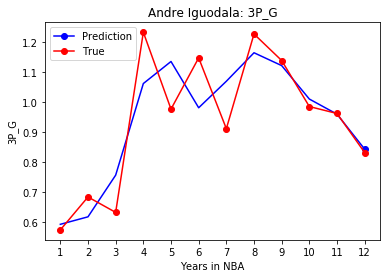 Andre Iguodala: 3P_G
Prediction
True
3P_G
1.2
1.1
1.0
0.9
0.8
0.7
0.6
1 2 3 4 5 6 7 8 9 10 11 12
Years in NBA